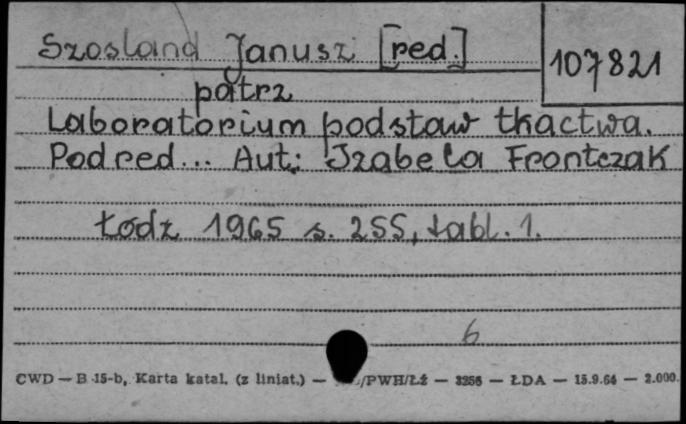 Szosland Janusz [red.]
107821
patrz
Laboratorium podstaw tkactwa.
Pod red... Aut: Izabela Frontczak
Łódz 1965 s. 255, tabl. 1.
6
CWD — B 15-b, Karta katal. (z liniat.) — /PWH/Łź — 3256 — ŁDA — 15.9.64 — 2.000.